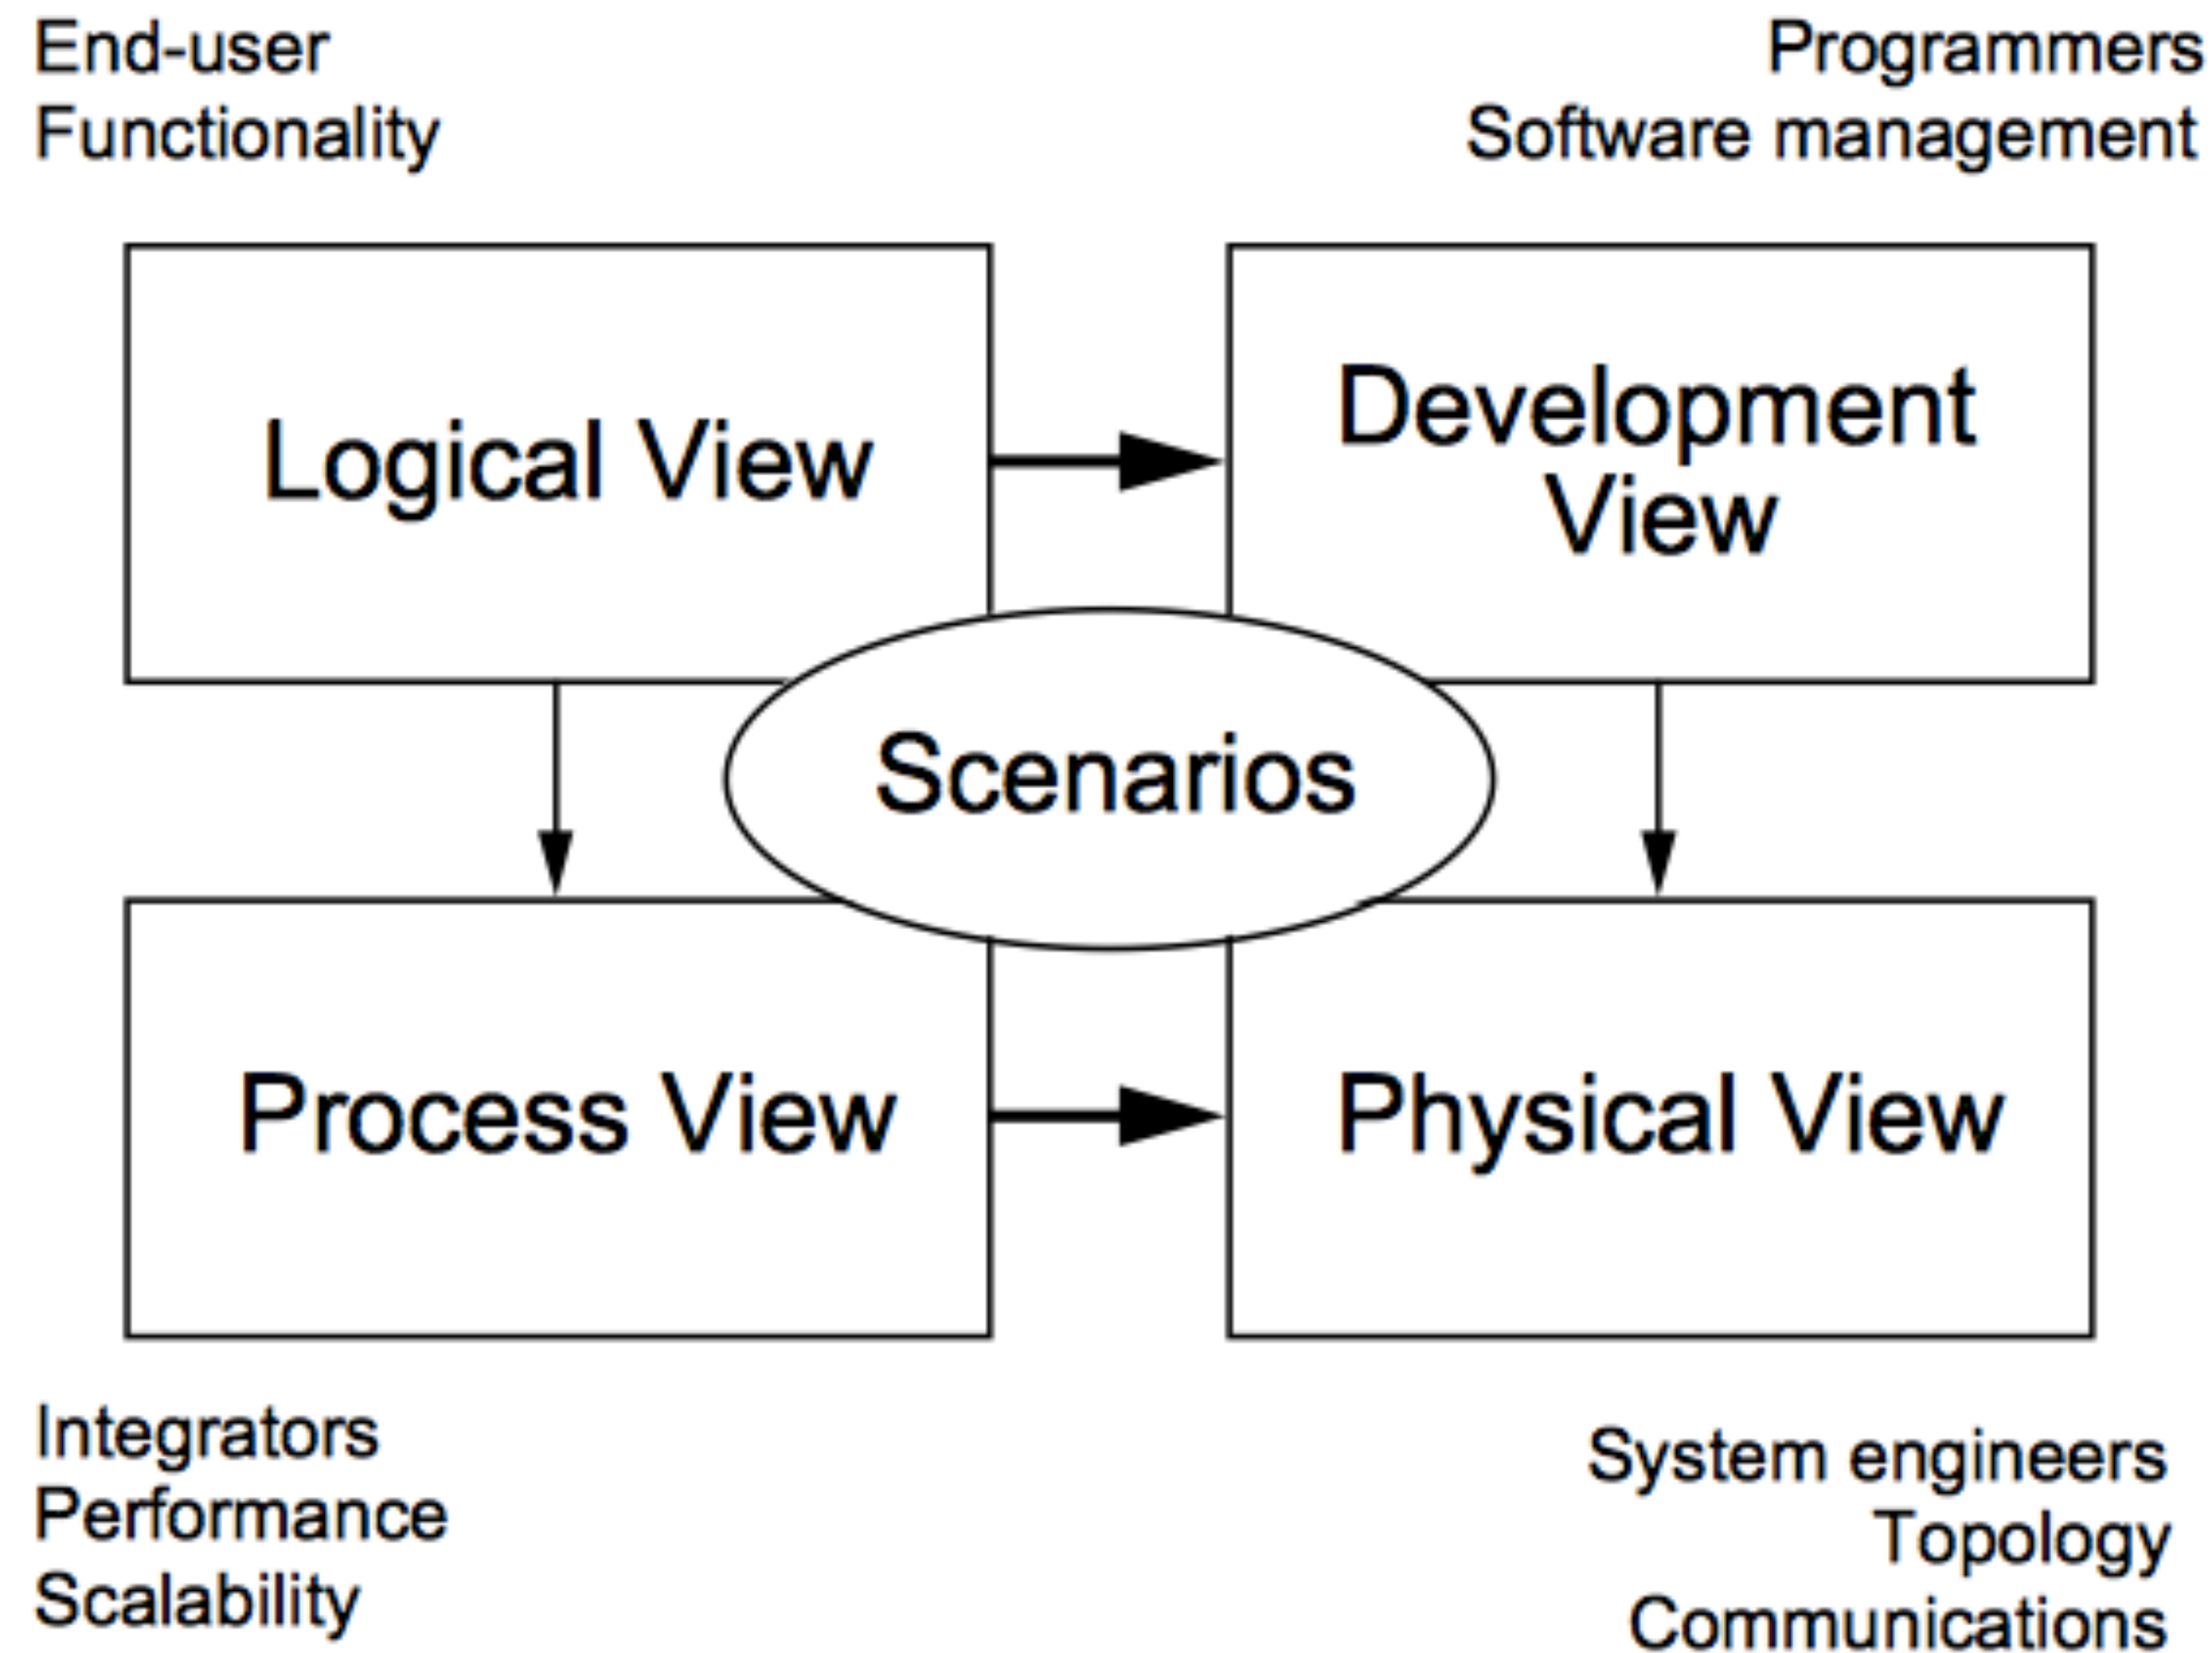 End-user
Functionality
Programmers
Software management
Logical View
Development
View
Scenarios
Process View
Physical View
Integrators
Performance
Scalability
System engineers
Topology
Communications